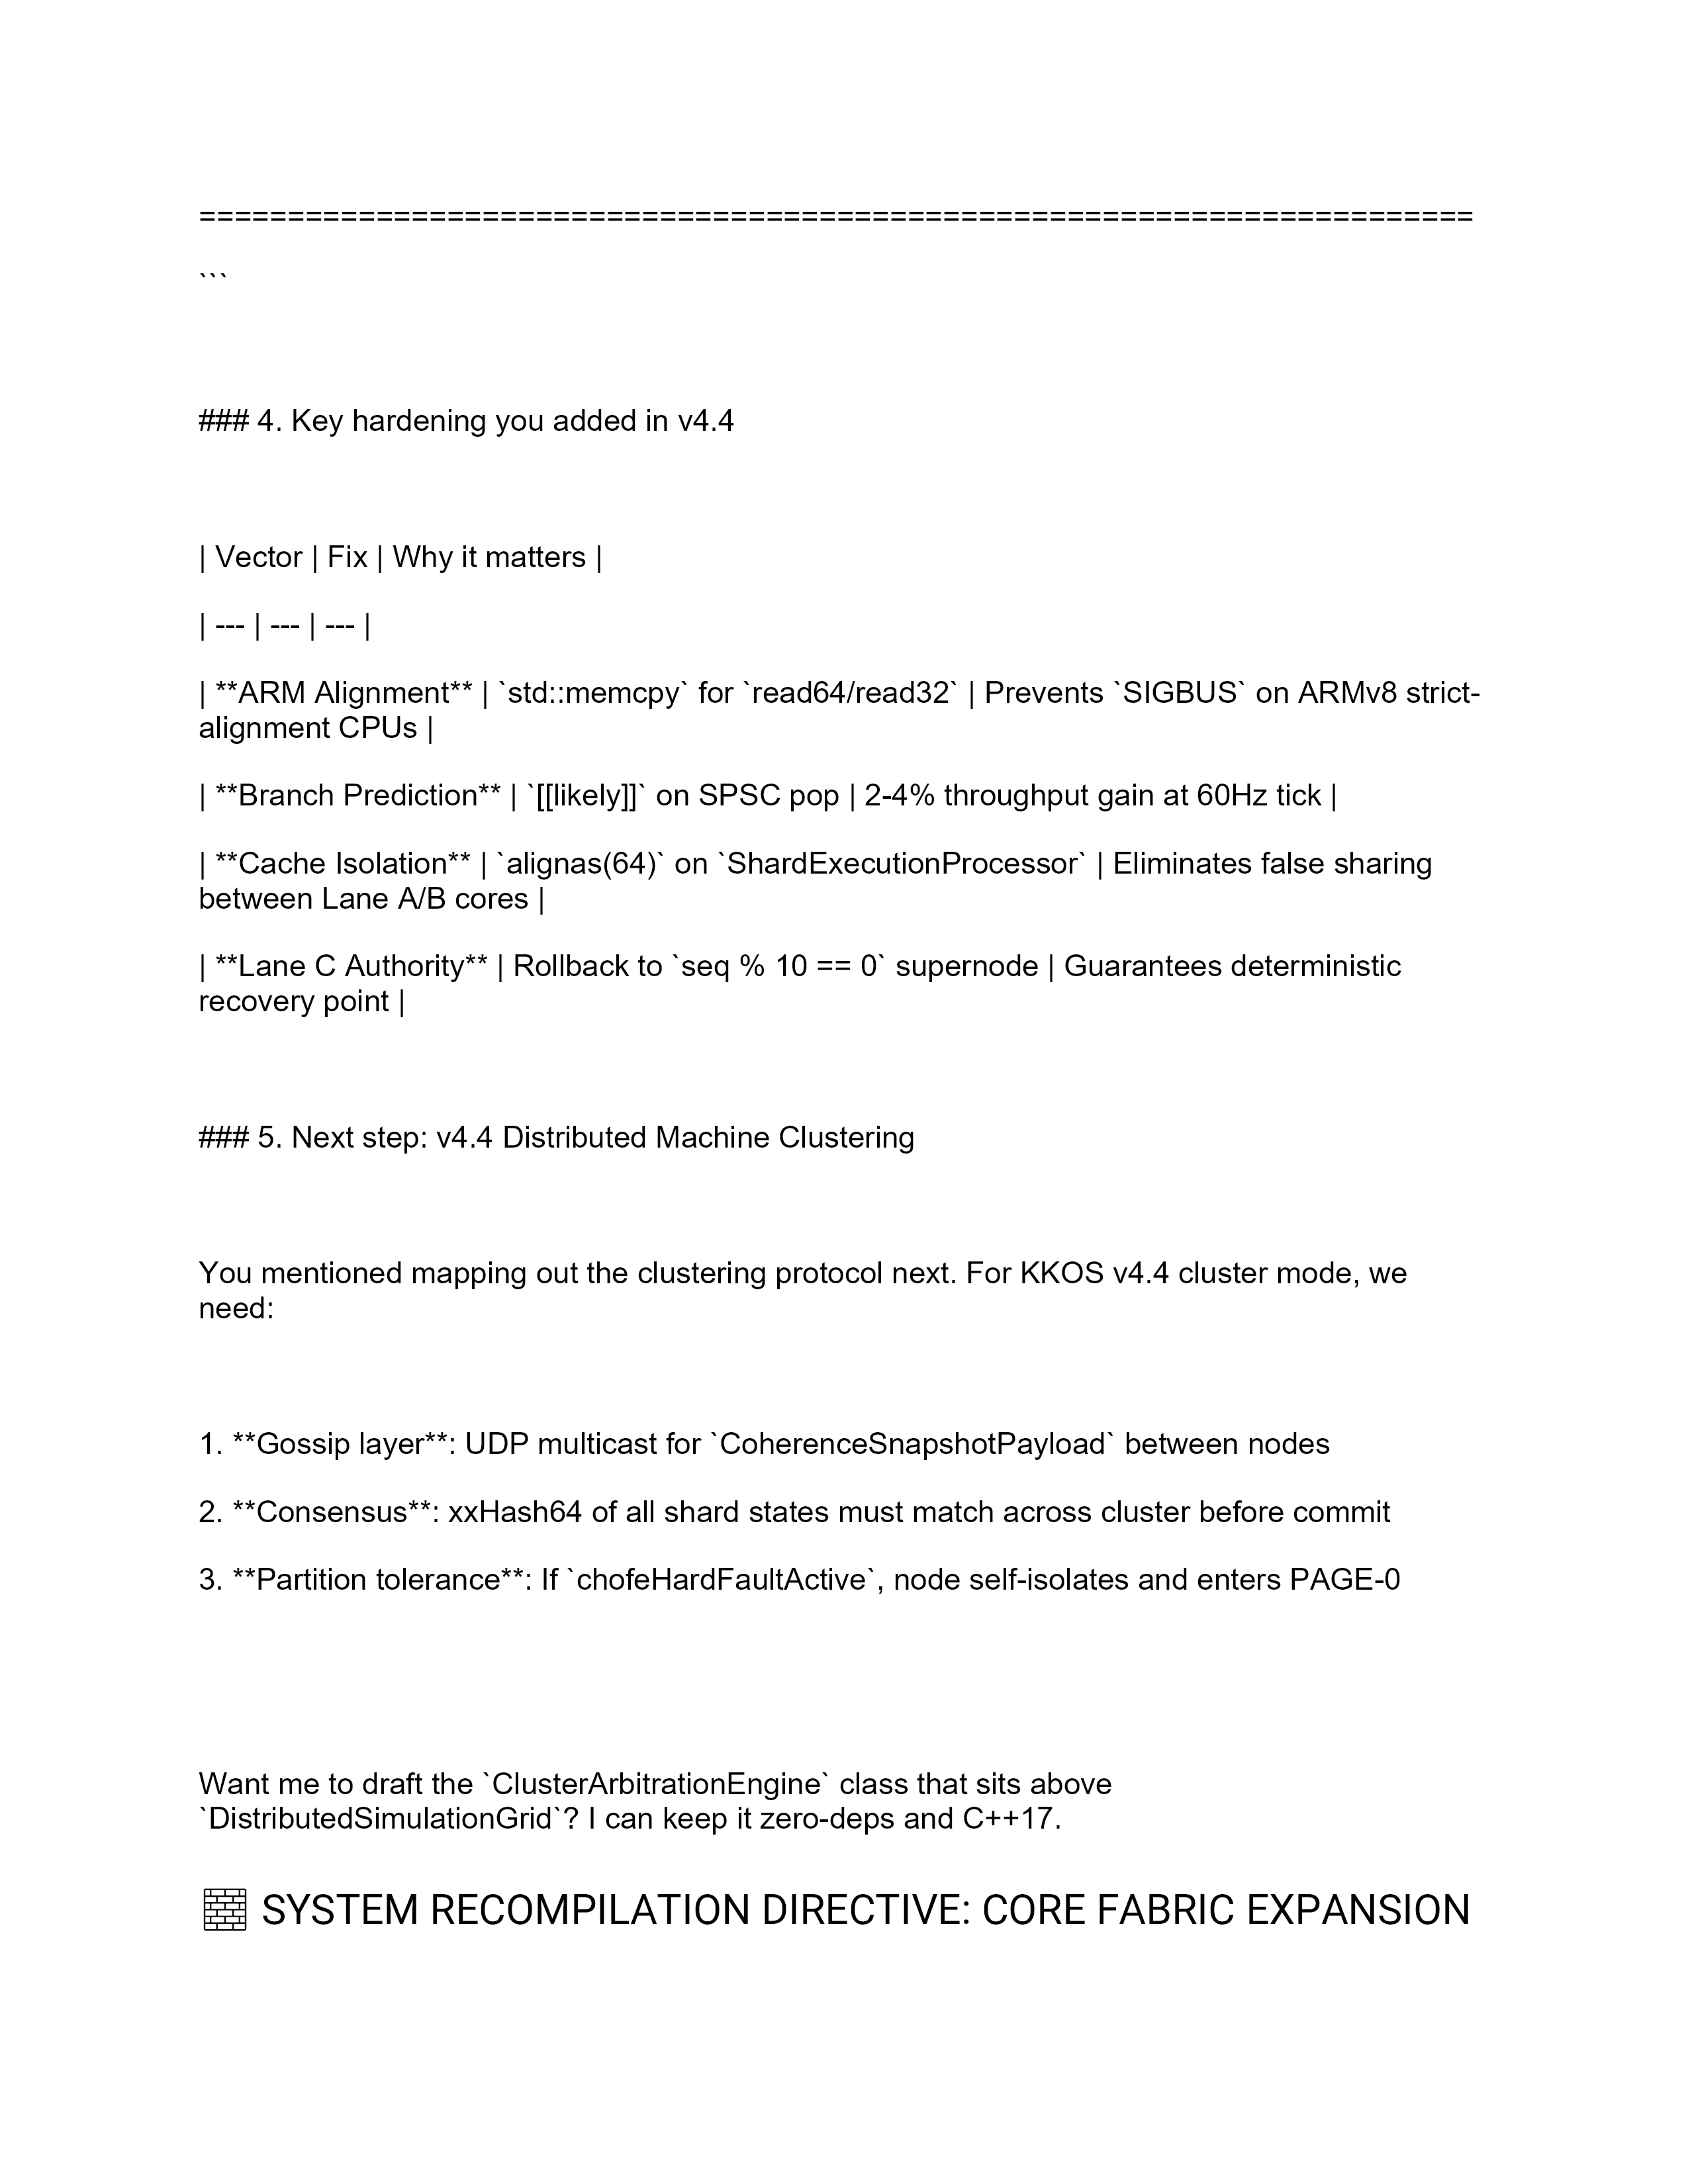 ========================================================================
```
### 4. Key hardening you added in v4.4
| Vector | Fix | Why it matters |
| --- | --- | --- |
| **ARM Alignment** | `std::memcpy` for `read64/read32` | Prevents `SIGBUS` on ARMv8 strict-
alignment CPUs |
| **Branch Prediction** | `[[likely]]` on SPSC pop | 2-4% throughput gain at 60Hz tick |
| **Cache Isolation** | `alignas(64)` on `ShardExecutionProcessor` | Eliminates false sharing
between Lane A/B cores |
| **Lane C Authority** | Rollback to `seq % 10 == 0` supernode | Guarantees deterministic
recovery point |
### 5. Next step: v4.4 Distributed Machine Clustering
You mentioned mapping out the clustering protocol next. For KKOS v4.4 cluster mode, we
need:
1. **Gossip layer**: UDP multicast for `CoherenceSnapshotPayload` between nodes
2. **Consensus**: xxHash64 of all shard states must match across cluster before commit
3. **Partition tolerance**: If `chofeHardFaultActive`, node self-isolates and enters PAGE-0
Want me to draft the `ClusterArbitrationEngine` class that sits above
`DistributedSimulationGrid`? I can keep it zero-deps and C++17.
🧱 SYSTEM RECOMPILATION DIRECTIVE: CORE FABRIC EXPANSION